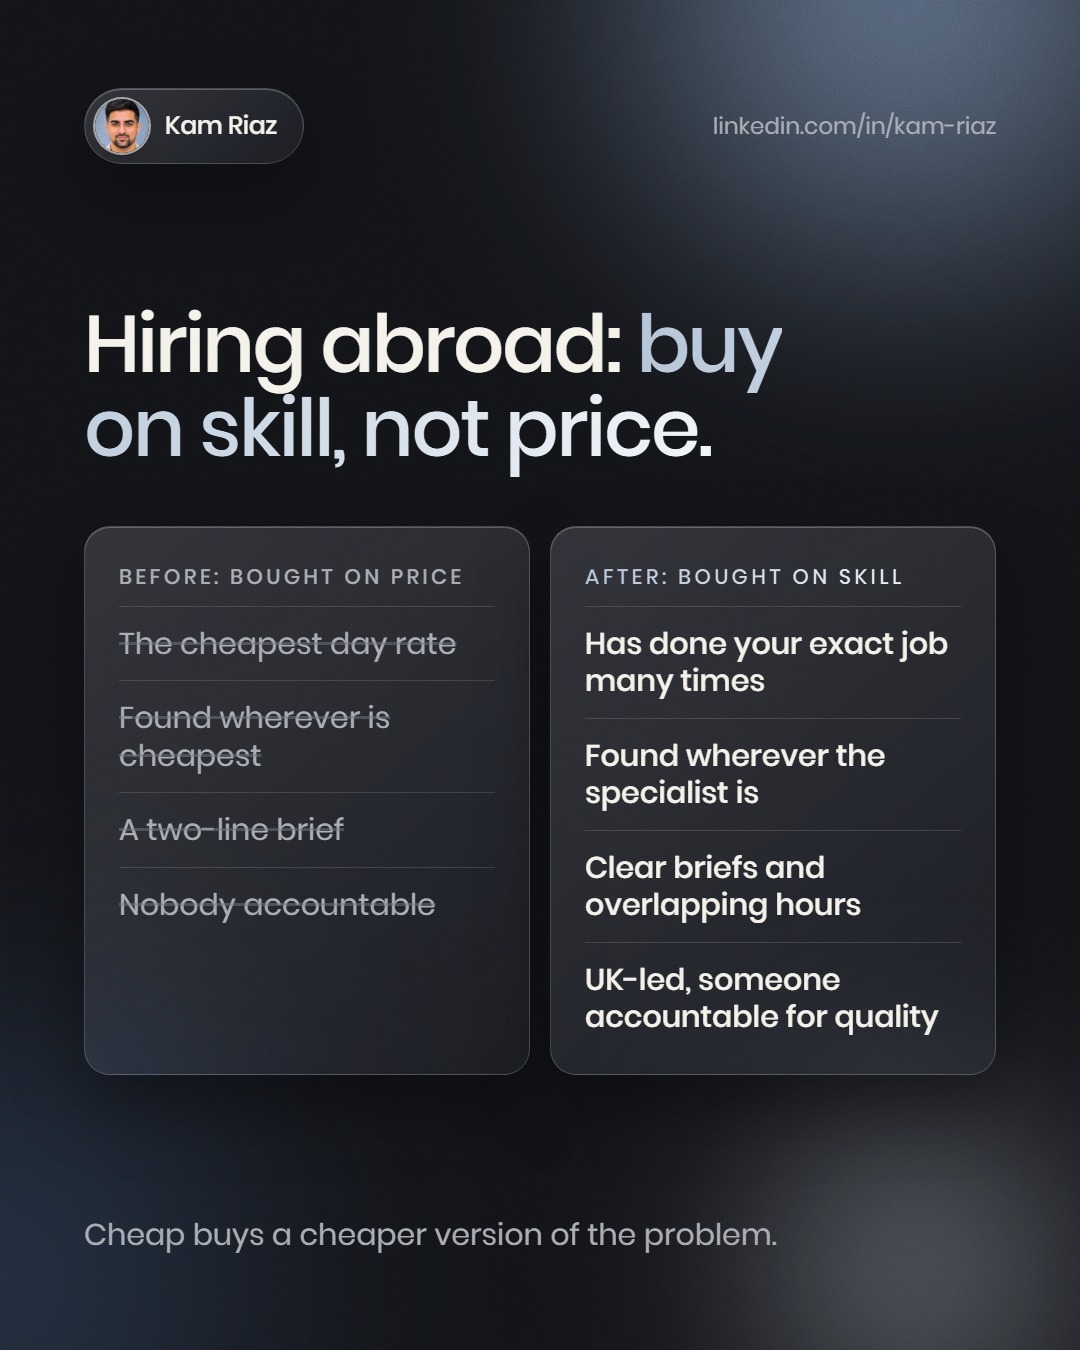 Kam Riaz
linkedin.com/in/kam-riaz
Hiring abroad: buy
on skill, not price.
BEFORE: BOUGHT ON PRICE
The cheapest day rate
Found wherever is
cheapest
A two-line brief
Nobody accountable
AFTER: BOUGHT ON SKILL
Has done your exact job
many times
Found wherever the
specialist is
Clear briefs and
overlapping hours
UK-led, someone
accountable for quality
Cheap buys a cheaper version of the problem.